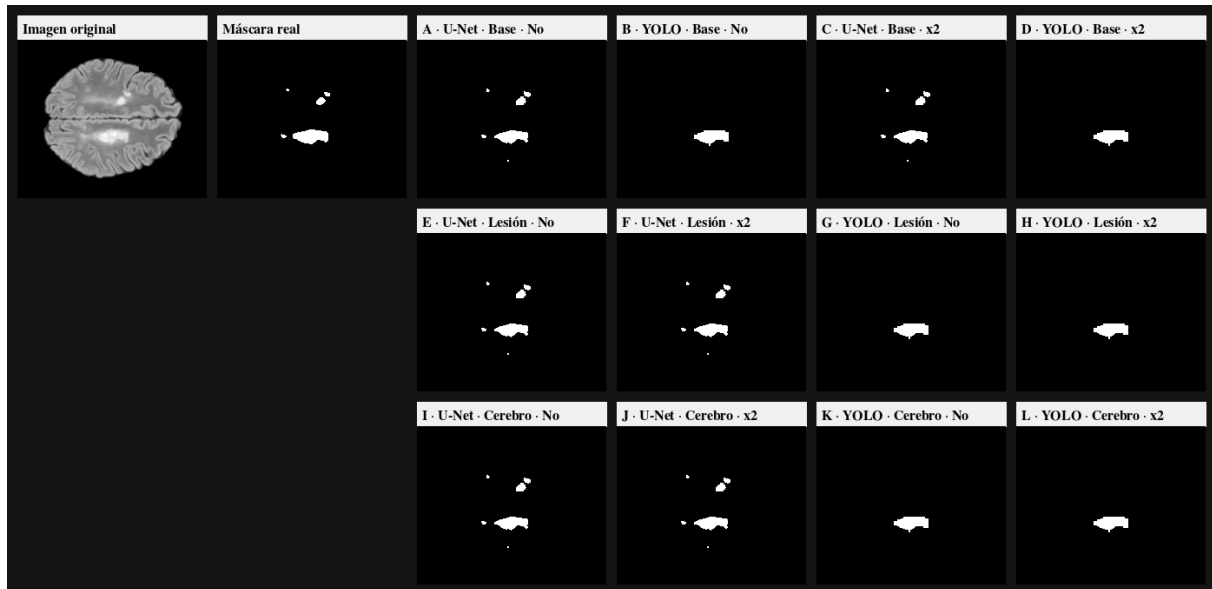 Imagen original
Máscara real
A · U-Net · Base · No
B · YOLO · Base · No
C · U-Net · Base · x2
D · YOLO · Base · x2
E · U-Net · Lesión · No
F · U-Net · Lesión · x2
G · YOLO · Lesión · No
H · YOLO · Lesión · x2
I · U-Net · Cerebro · No
J · U-Net · Cerebro · x2
K · YOLO · Cerebro · No
L · YOLO · Cerebro · x2